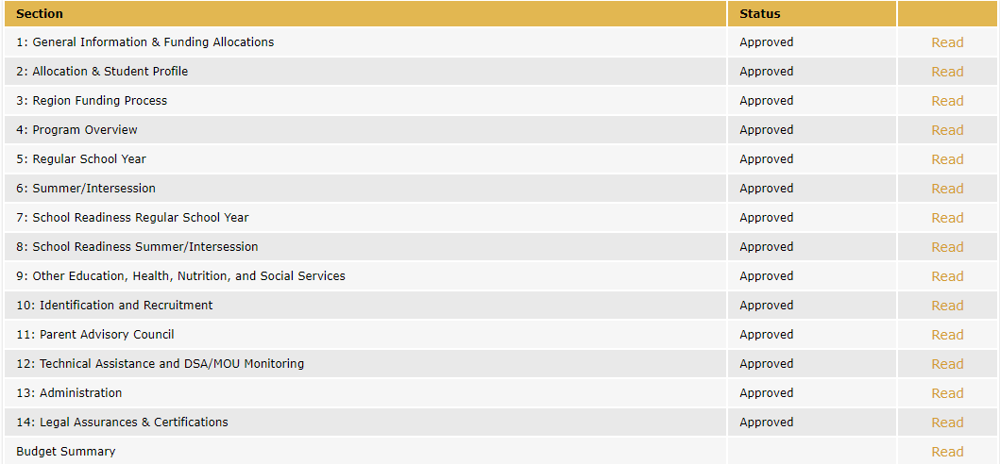 Section Status
1: General Information & Funding Allocations Approved Read
2: Allocation & Student Profile Approved Read
3: Region Funding Process Approved Read
4: Program Overview Approved Read
5: Regular School Year Approved Read
6: Summer/Intersession Approved Read
7: School Readiness Regular School Year Approved Read
8: School Readiness Summer/Intersession Approved Read
9: Other Education, Health, Nutrition, and Social Services Approved Read
10: Identification and Recruitment Approved Read
11: Parent Advisory Council Approved Read
12: Technical Assistance and DSA/MOU Monitoring Approved Read
13: Administration Approved Read
14: Legal Assurances & Certifications Approved Read
Budget Summary Read